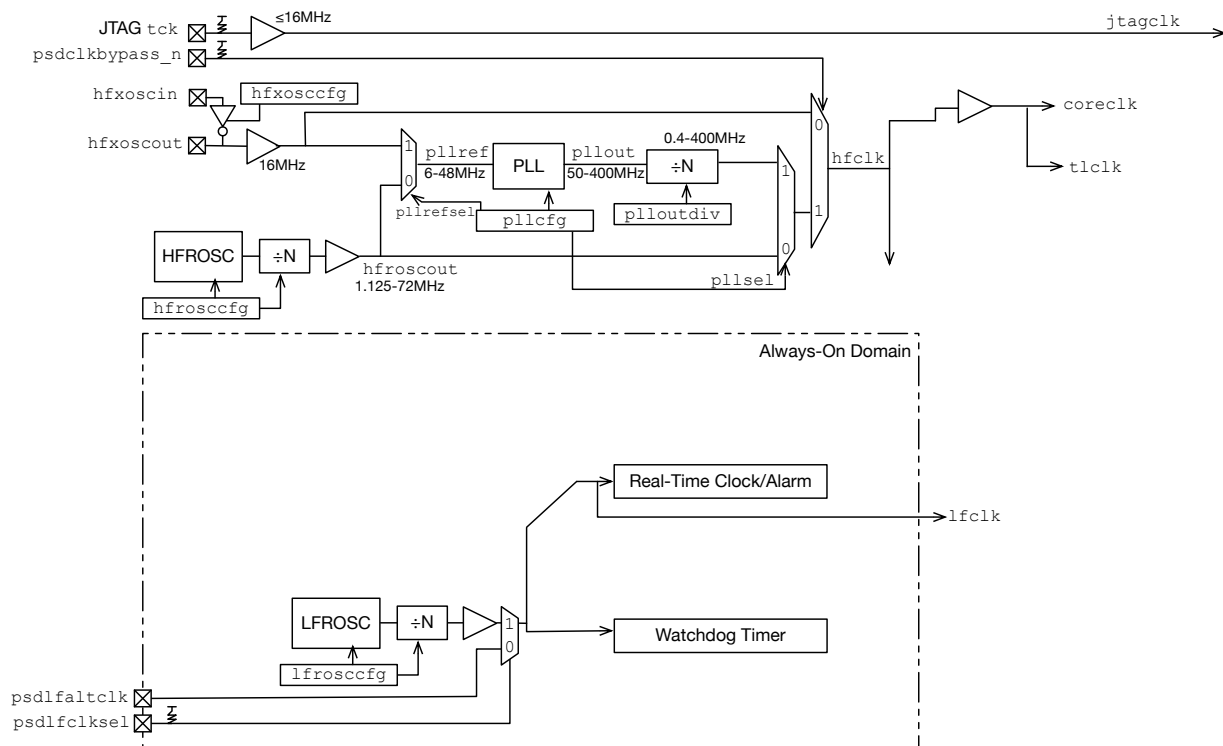 JTAG tck
≤16MHz
jtagclk
psdclkbypass_n
hfxoscin
hfxosccfg
hfxoscout
16MHz
1
0
pllref
6-48MHz
PLL
pllout
50-400MHz
0.4-400MHz
÷N
1
0
0
1
hfclk
coreclk
tlclk
pllrefsel
pllcfg
plloutdiv
HFROSC
÷N
hfroscout
1.125-72MHz
pllsel
hfrosccfg
Always-On Domain
Real-Time Clock/Alarm
lfclk
LFROSC
÷N
1
0
Watchdog Timer
lfrosccfg
psdlfaltclk
psdlfclksel